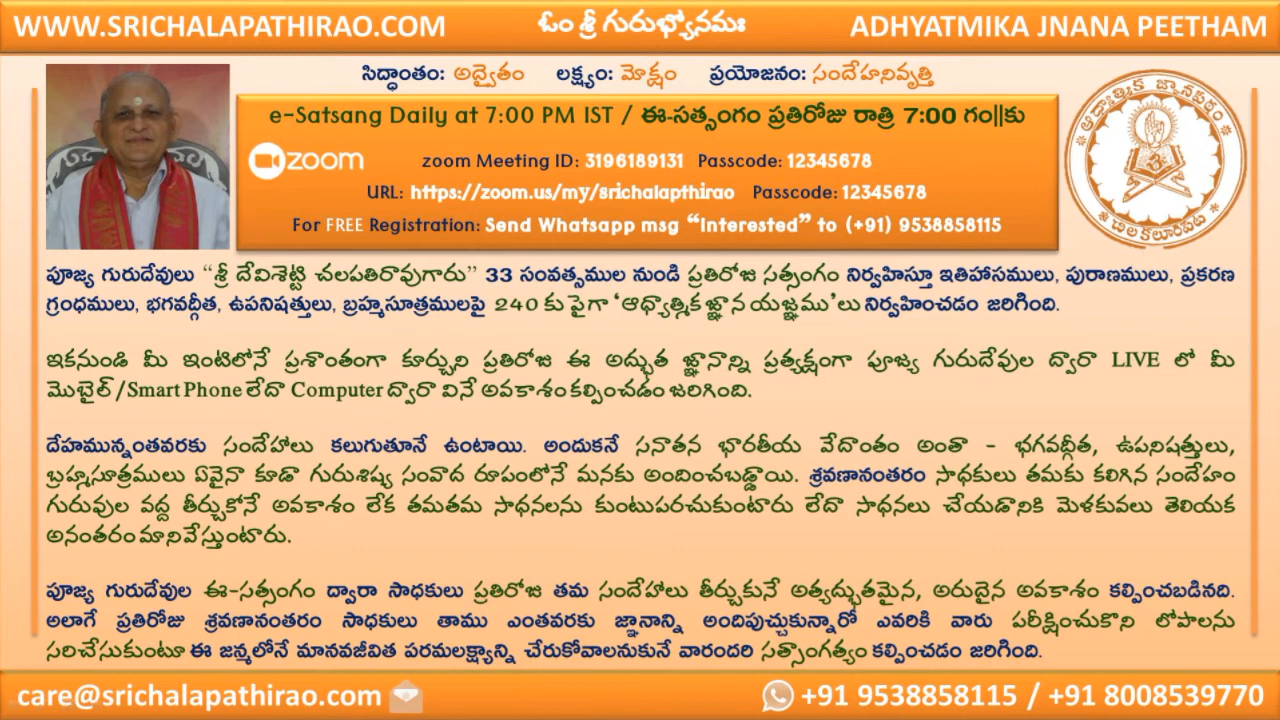 WWW.SRICHALAPATHIRAO.COM
ఓం శ్రీ గురుభ్యోనమః
ADHYATMIKA JNANA PEETHAM
సిద్ధాంతం: అద్వైతం లక్ష్యం: మోక్షం ప్రయోజనం: సందేహనివృత్తి
e-Satsang Daily at 7:00 PM IST / ఈ-సత్సంగం ప్రతిరోజు రాత్రి 7:00 గం||కు
zoom
zoom Meeting ID: 3196189131 Passcode: 12345678
URL: https://zoom.us/my/srichalapthirao Passcode: 12345678
For FREE Registration: Send Whatsapp msg “Interested” to (+91) 9538858115
పూజ్య గురుదేవులు “శ్రీ దేవిశెట్టి చలపతిరావుగారు” 33 సంవత్సముల నుండి ప్రతిరోజు సత్సంగం నిర్వహిస్తూ ఇతిహాసములు, పురాణములు, ప్రకరణ
గ్రంధములు, భగవద్గీత, ఉపనిషత్తులు, బ్రహ్మసూత్రములపై 240 కు పైగా ‘ఆధ్యాత్మిక జ్ఞాన యజ్ఞము’లు నిర్వహించడం జరిగింది.
ఇకనుండి మీ ఇంటిలోనే ప్రశాంతంగా కూర్చుని ప్రతిరోజు ఈ అద్భుత జ్ఞానాన్ని ప్రత్యక్షంగా పూజ్య గురుదేవుల ద్వారా LIVE లో మీ
మొబైల్ /Smart Phone లేదా Computer ద్వారా వినే అవకాశం కల్పించడం జరిగింది.
దేహమున్నంతవరకు సందేహాలు కలుగుతూనే ఉంటాయి. అందుకనే సనాతన భారతీయ వేదాంతం అంతా - భగవద్గీత, ఉపనిషత్తులు,
బ్రహ్మసూత్రములు ఏవైనా కూడా గురుశిష్య సంవాద రూపంలోనే మనకు అందించబడ్డాయి. శ్రవణానంతరం సాధకులు తమకు కలిగిన సందేహం
గురువుల వద్ద తీర్చుకోనే అవకాశం లేక తమతమ సాధనలను కుంటుపరచుకుంటారు లేదా సాధనలు చేయడానికి మెళకువలు తెలియక
అనంతరం మానివేస్తుంటారు.
పూజ్య గురుదేవుల ఈ-సత్సంగం ద్వారా సాధకులు ప్రతిరోజు తమ సందేహాలు తీర్చుకునే అత్యద్భుతమైన, అరుదైన అవకాశం కల్పించబడినది.
అలాగే ప్రతిరోజు శ్రవణానంతరం సాధకులు తాము ఎంతవరకు జ్ఞానాన్ని అందిపుచ్చుకున్నారో ఎవరికి వారు పరీక్షించుకొని లోపాలను
సరిచేసుకుంటూ ఈ జన్మలోనే మానవజీవిత పరమలక్ష్యాన్ని చేరుకోవాలనుకునే వారందరి సత్సాంగత్యం కల్పించడం జరిగింది.
care@srichalapathirao.com
+91 9538858115 / +91 8008539770